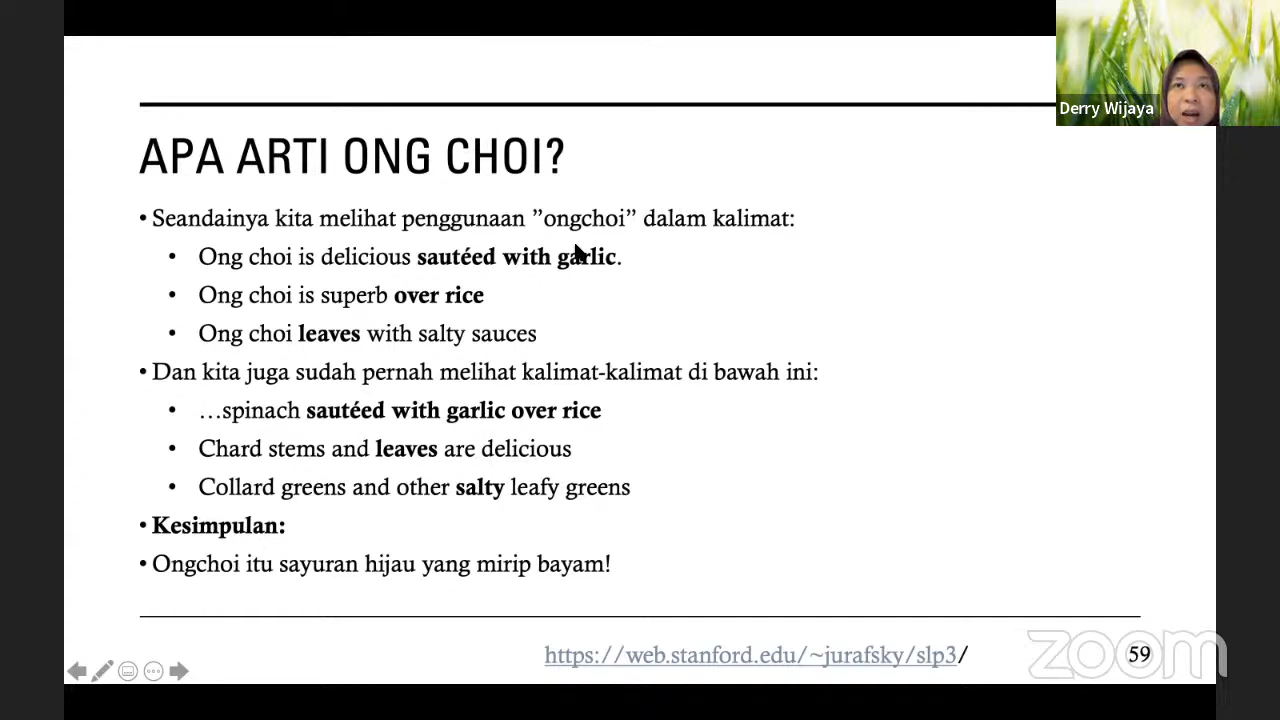 Derry Wijaya
APA ARTI ONG CHOI?
• Seandainya kita melihat penggunaan ”ongchoi” dalam kalimat:
• Ong choi is delicious sautéed with garlic.
• Ong choi is superb over rice
• Ong choi leaves with salty sauces
• Dan kita juga sudah pernah melihat kalimat-kalimat di bawah ini:
• …spinach sautéed with garlic over rice
• Chard stems and leaves are delicious
• Collard greens and other salty leafy greens
• Kesimpulan:
• Ongchoi itu sayuran hijau yang mirip bayam!
https://web.stanford.edu/~jurafsky/slp3/
zoom
59